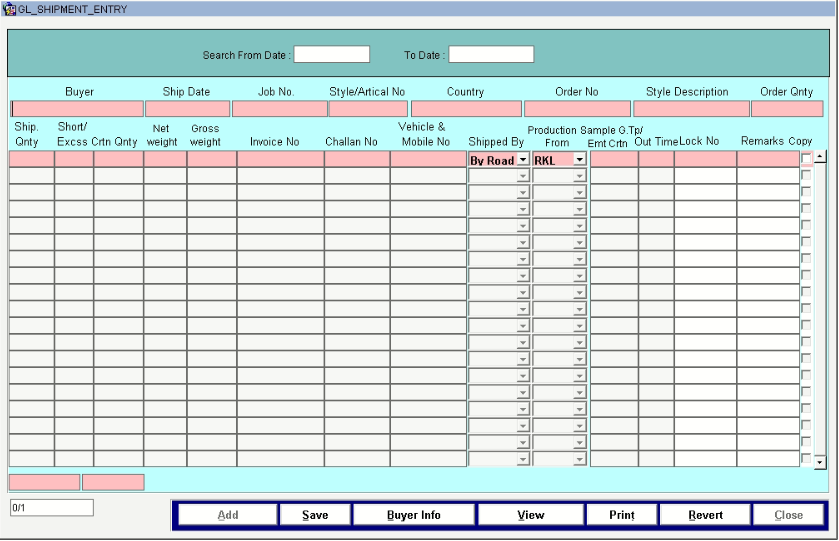 GL_SHIPMENT_ENTRY
Search From Date : To Date :
Buyer Ship Date Job No. Style/Artical No Country Order No Style Description Order Qnty
Ship. Short/ Net Gross Vehicle & Production Sample G.Tp/
Qnty Excss Crtn Qnty weight weight Invoice No Challan No Mobile No Shipped By From Emt Crtn Out Time Lock No Remarks Copy
By Road RKL
0/1
Add Save Buyer Info View Print Revert Close